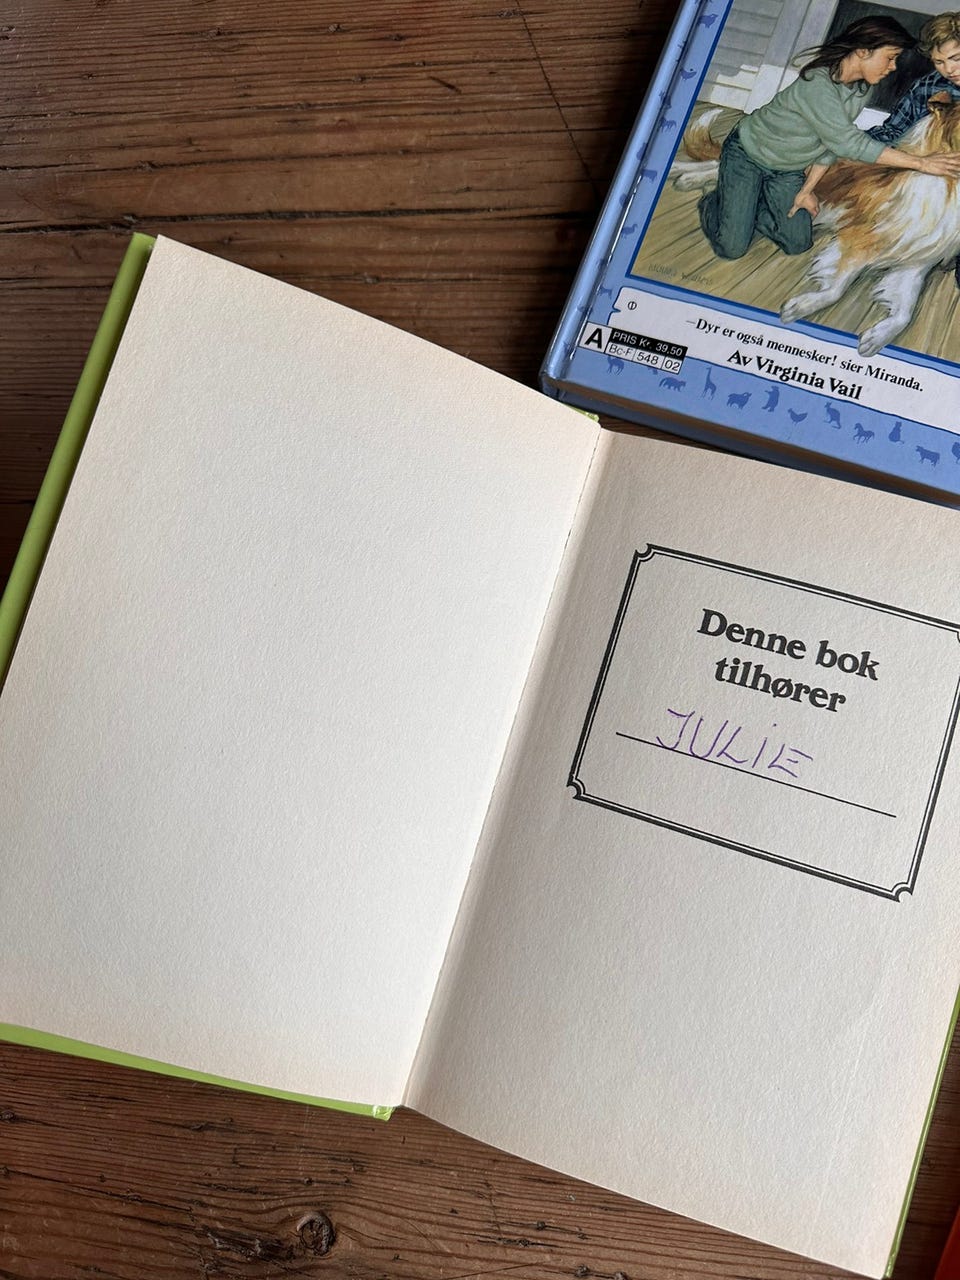 —Dyr er også mennesker! sier Miranda.
Av Virginia Vail
A PRIS Kr. 39,50
Bc-F 548 02
Denne bok
tilhører
JULiE